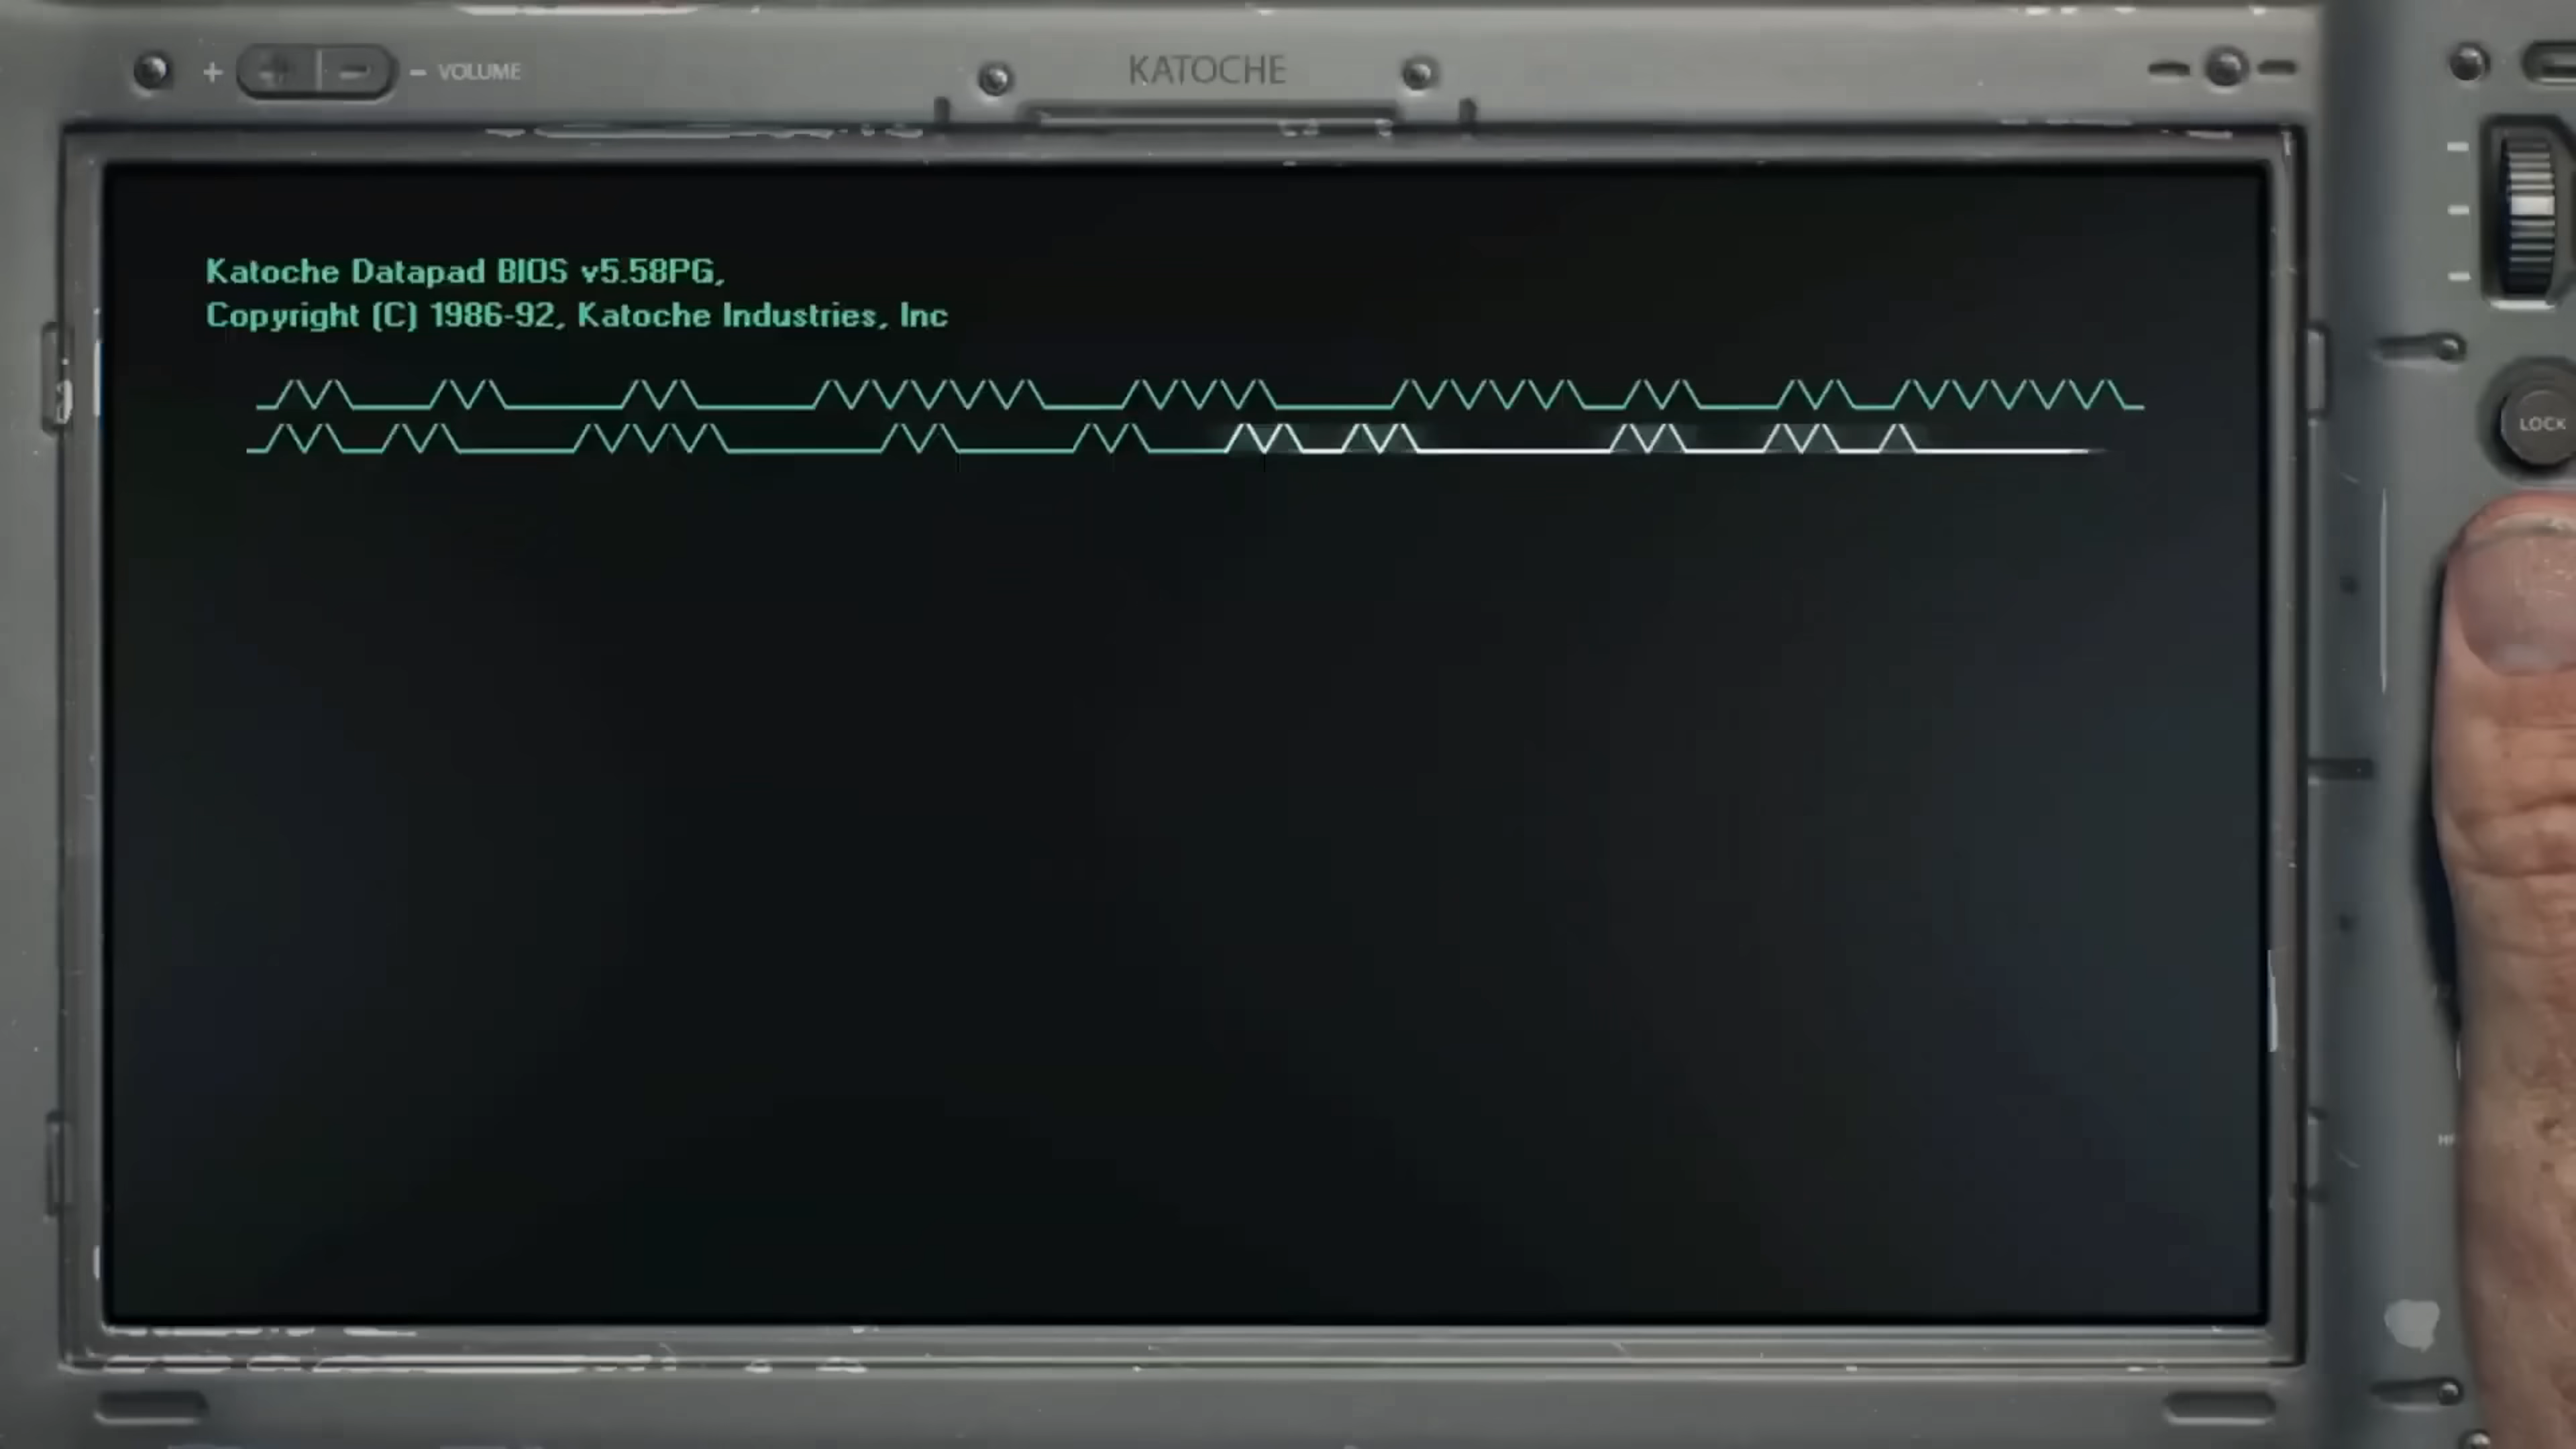 + - VOLUME
KATOCHE
Katoche Datapad BIOS v5.58PG,
Copyright (C) 1986-92, Katoche Industries, Inc
LOCK